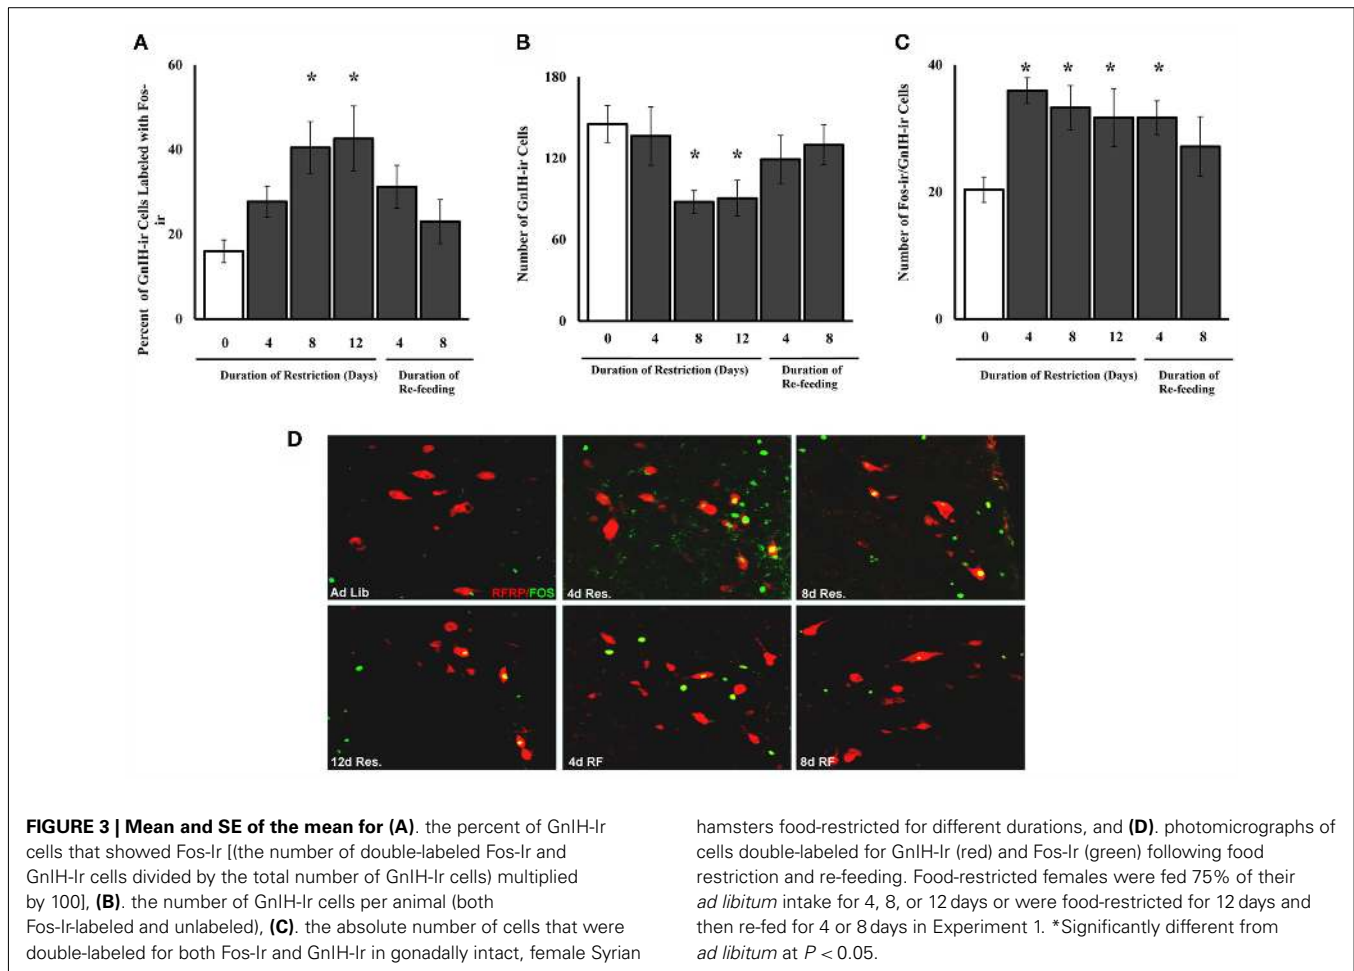 A
B
C
60
40
20
0
Percent of GnIH-ir Cells Labeled with Fos-
ir
* *
0 4 8 12 4 8
Duration of Restriction (Days)
Duration of
Re-feeding
180
120
60
0
Number of GnIH-ir Cells
* *
0 4 8 12 4 8
Duration of Restriction (Days)
Duration of
Re-feeding
40
20
0
Number of Fos-ir/GnIH-ir Cells
* * * *
0 4 8 12 4 8
Duration of Restriction (Days)
Duration of
Re-feeding
D
Ad Lib RFRP/FOS
4d Res.
8d Res.
12d Res.
4d RF
8d RF
FIGURE 3 | Mean and SE of the mean for (A). the percent of GnIH-Ir
cells that showed Fos-Ir [(the number of double-labeled Fos-Ir and
GnIH-Ir cells divided by the total number of GnIH-Ir cells) multiplied
by 100], (B). the number of GnIH-Ir cells per animal (both
Fos-Ir-labeled and unlabeled), (C). the absolute number of cells that were
double-labeled for both Fos-Ir and GnIH-Ir in gonadally intact, female Syrian
hamsters food-restricted for different durations, and (D). photomicrographs of
cells double-labeled for GnIH-Ir (red) and Fos-Ir (green) following food
restriction and re-feeding. Food-restricted females were fed 75% of their
ad libitum intake for 4, 8, or 12 days or were food-restricted for 12 days and
then re-fed for 4 or 8 days in Experiment 1. *Significantly different from
ad libitum at P < 0.05.